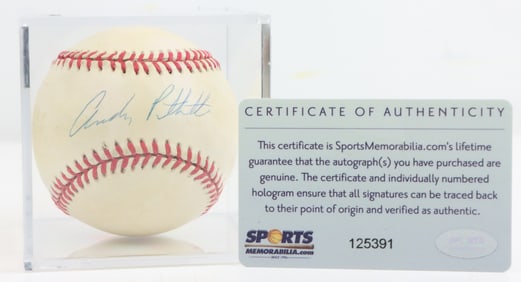 Andy Pettitte
CERTIFICATE OF AUTHENTICITY
This certificate is SportsMemorabilia.com's lifetime
guarantee that the autograph(s) you have purchased are
genuine. The certificate and individually numbered
hologram ensure that all signatures can be traced back
to their point of origin and verified as authentic.
SPORTS
MEMORABILIA.com
125391